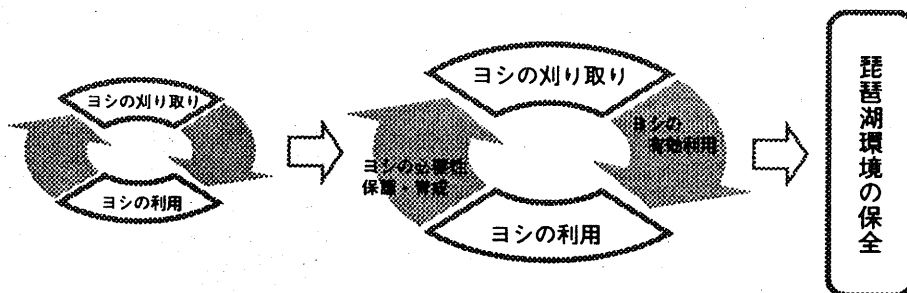 ヨシの刈り取り
ヨシの利用
ヨシの刈り取り
ヨシの
有効利用
ヨシの必要性
保護・育成
ヨシの利用
琵琶湖環境の保全